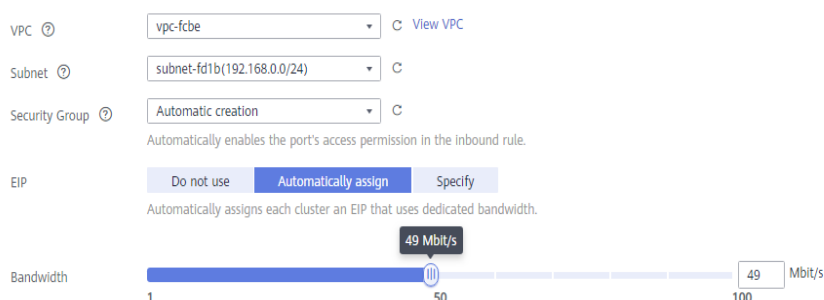 VPC ? vpc-fcbe View VPC
Subnet ? subnet-fd1b(192.168.0.0/24)
Security Group ? Automatic creation
Automatically enables the port's access permission in the inbound rule.
EIP Do not use Automatically assign Specify
Automatically assigns each cluster an EIP that uses dedicated bandwidth.
49 Mbit/s
Bandwidth 49 Mbit/s
1 50 100